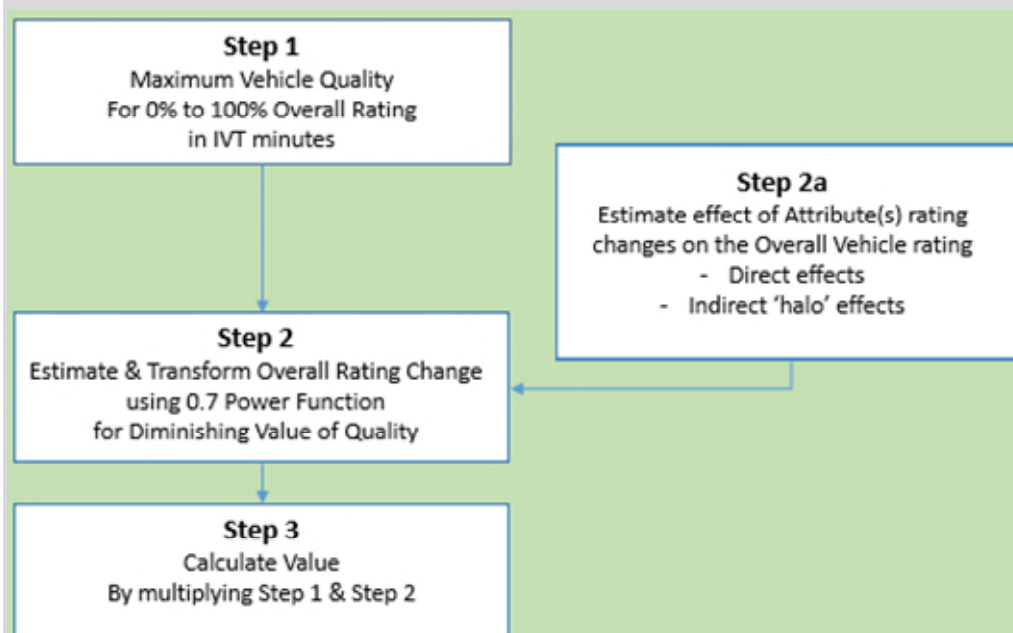 Step 1
Maximum Vehicle Quality
For 0% to 100% Overall Rating
in IVT minutes
Step 2a
Estimate effect of Attribute(s) rating
changes on the Overall Vehicle rating
- Direct effects
- Indirect ‘halo’ effects
Step 2
Estimate & Transform Overall Rating Change
using 0.7 Power Function
for Diminishing Value of Quality
Step 3
Calculate Value
By multiplying Step 1 & Step 2